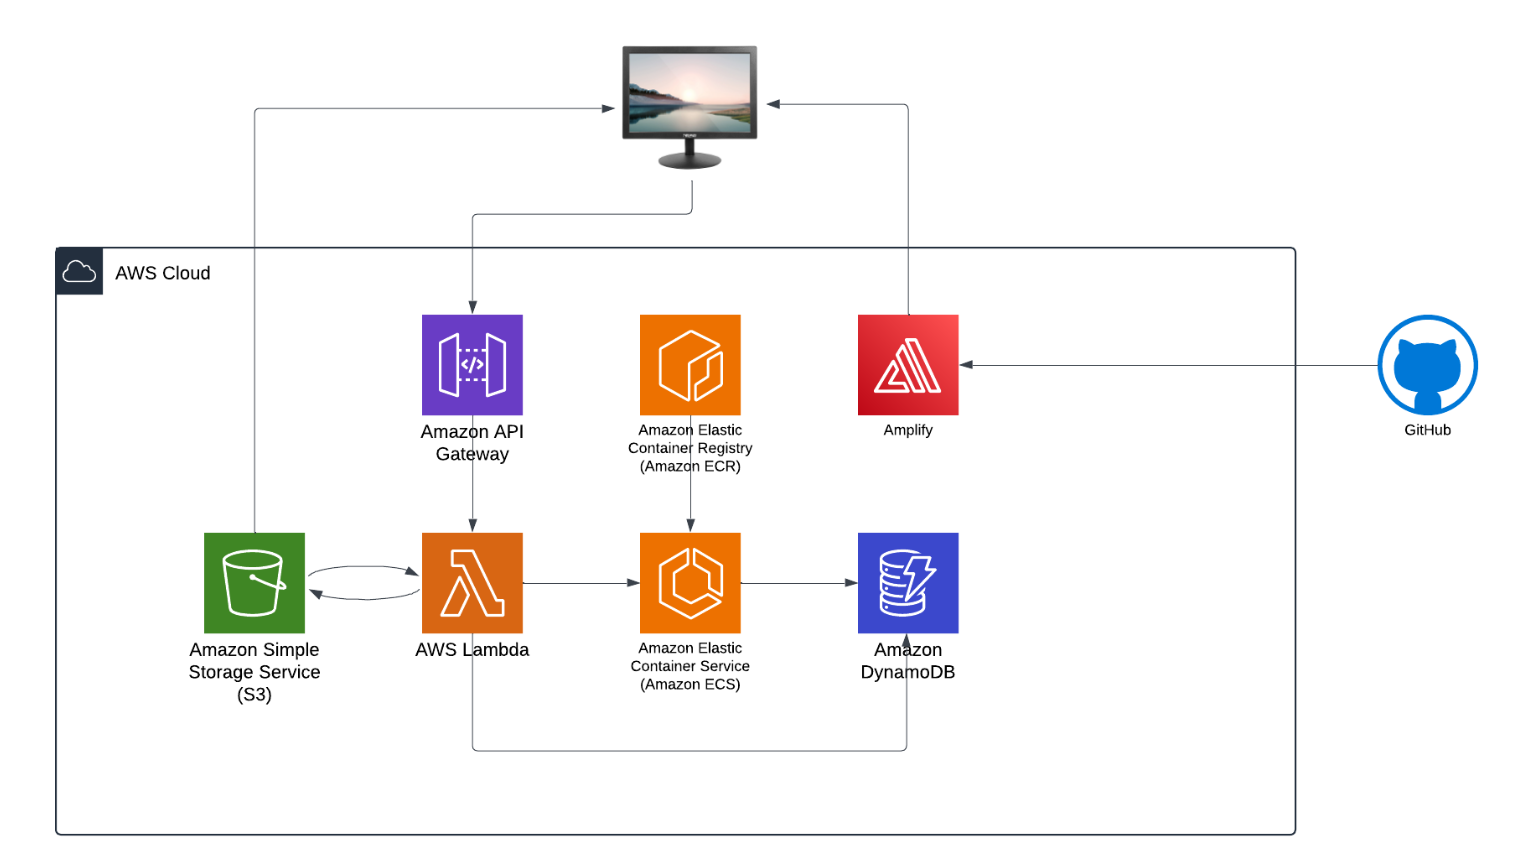 AWS Cloud
Amazon API
Gateway
Amazon Elastic
Container Registry
(Amazon ECR)
Amplify
GitHub
Amazon Simple
Storage Service
(S3)
AWS Lambda
Amazon Elastic
Container Service
(Amazon ECS)
Amazon
DynamoDB